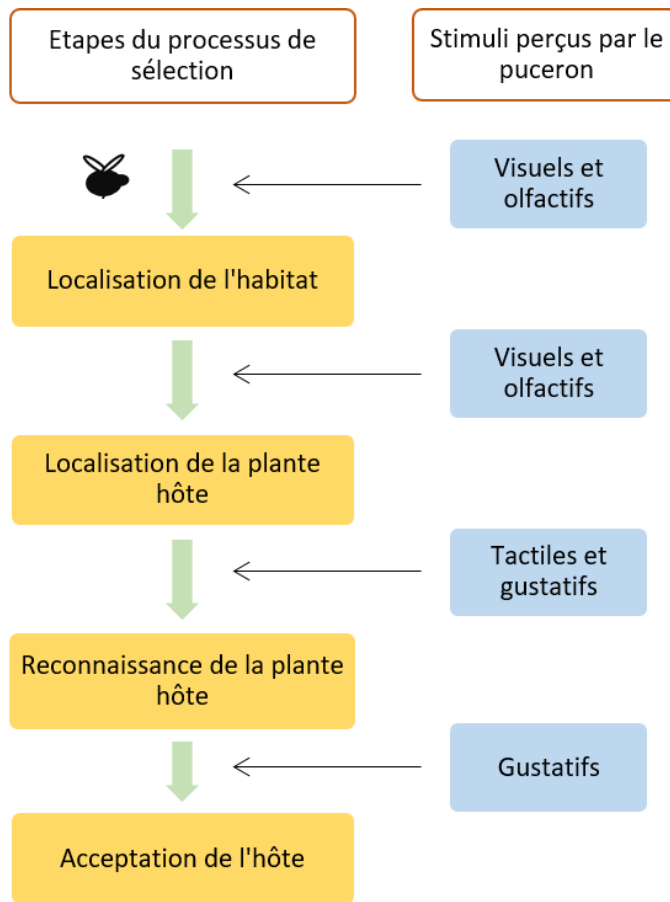 Etapes du processus de
sélection
Stimuli perçus par le
puceron
Visuels et
olfactifs
Localisation de l'habitat
Visuels et
olfactifs
Localisation de la plante
hôte
Tactiles et
gustatifs
Reconnaissance de la plante
hôte
Gustatifs
Acceptation de l'hôte